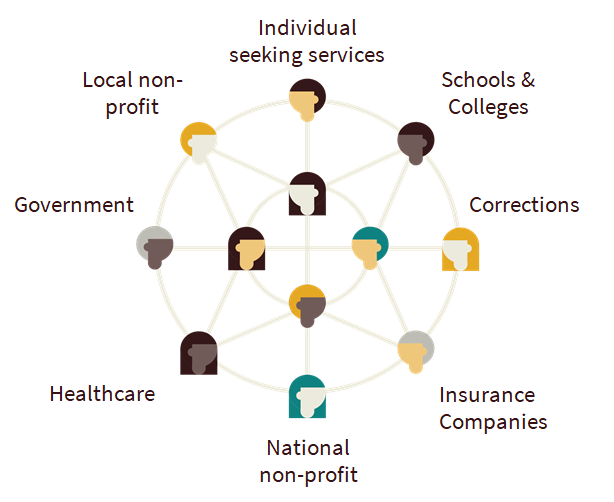 Individual
seeking services
Local non-
profit
Schools &
Colleges
Government
Corrections
Healthcare
Insurance
Companies
National
non-profit